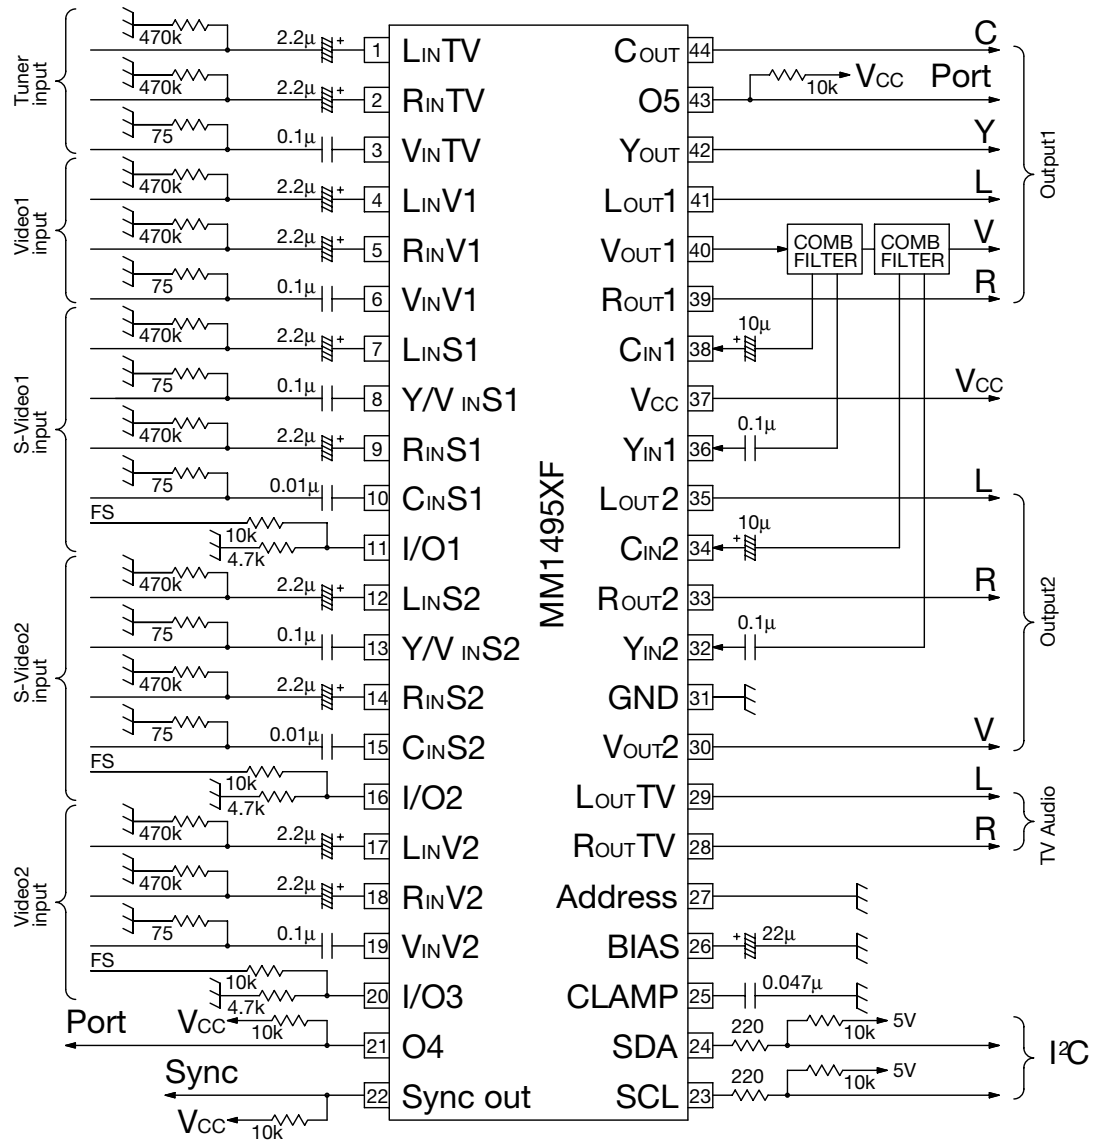 Tuner input
470k 2.2μ + 1 LINTV
470k 2.2μ + 2 RINTV
75 0.1μ 3 VINTV
Video1 input
470k 2.2μ + 4 LINV1
470k 2.2μ + 5 RINV1
75 0.1μ 6 VINV1
S-Video1 input
470k 2.2μ + 7 LINS1
75 0.1μ 8 Y/V INS1
470k 2.2μ + 9 RINS1
75 0.01μ 10 CINS1
FS 10k 4.7k 11 I/O1
S-Video2 input
470k 2.2μ + 12 LINS2
75 0.1μ 13 Y/V INS2
470k 2.2μ + 14 RINS2
75 0.01μ 15 CINS2
FS 10k 4.7k 16 I/O2
Video2 input
470k 2.2μ + 17 LINV2
470k 2.2μ + 18 RINV2
75 0.1μ 19 VINV2
FS 10k 4.7k 20 I/O3
Port VCC 10k 21 O4
Sync 22 Sync out
VCC 10k
MM1495XF
COUT 44 C
O5 43 10k VCC Port
YOUT 42 Y
LOUT1 41 L
VOUT1 40 COMB FILTER COMB FILTER V
ROUT1 39 R
Output1
CIN1 38 + 10μ
VCC 37 VCC
YIN1 36 0.1μ
LOUT2 35 L
CIN2 34 + 10μ
ROUT2 33 R
YIN2 32 0.1μ
GND 31
VOUT2 30 V
Output2
LOUTTV 29 L
ROUTTV 28 R
TV Audio
Address 27
BIAS 26 + 22μ
CLAMP 25 0.047μ
SDA 24 220 10k 5V
SCL 23 220 10k 5V
I²C